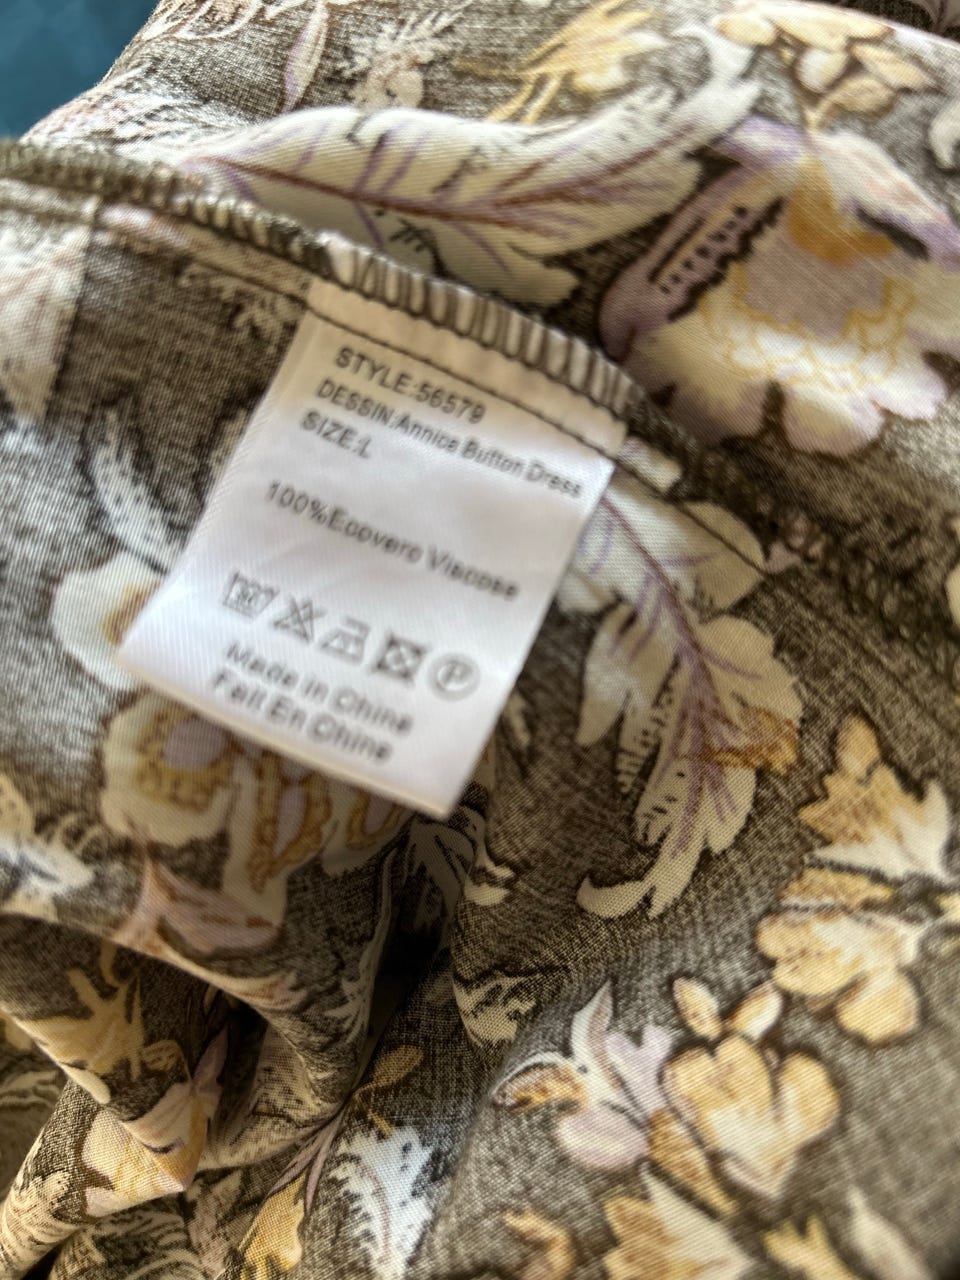 STYLE:56579
DESSIN:Annice Button Dress
SIZE:L
100%Ecovero Viscose
P
Made in China
Fait En Chine